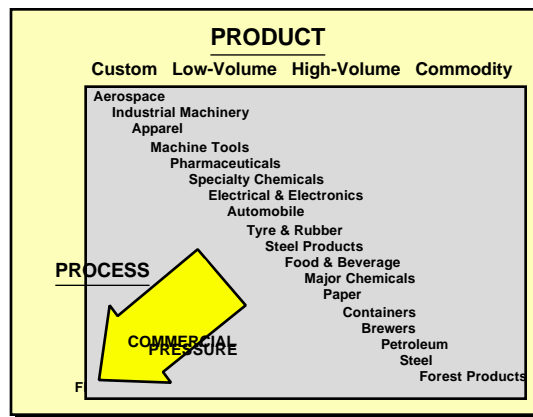 PRODUCT
Custom Low-Volume High-Volume Commodity
Aerospace
Industrial Machinery
Apparel
Machine Tools
Pharmaceuticals
Specialty Chemicals
Electrical & Electronics
Automobile
Tyre & Rubber
Steel Products
PROCESS
Food & Beverage
Major Chemicals
Paper
Containers
Brewers
COMMERCIAL
PRESSURE
Petroleum
Steel
Forest Products